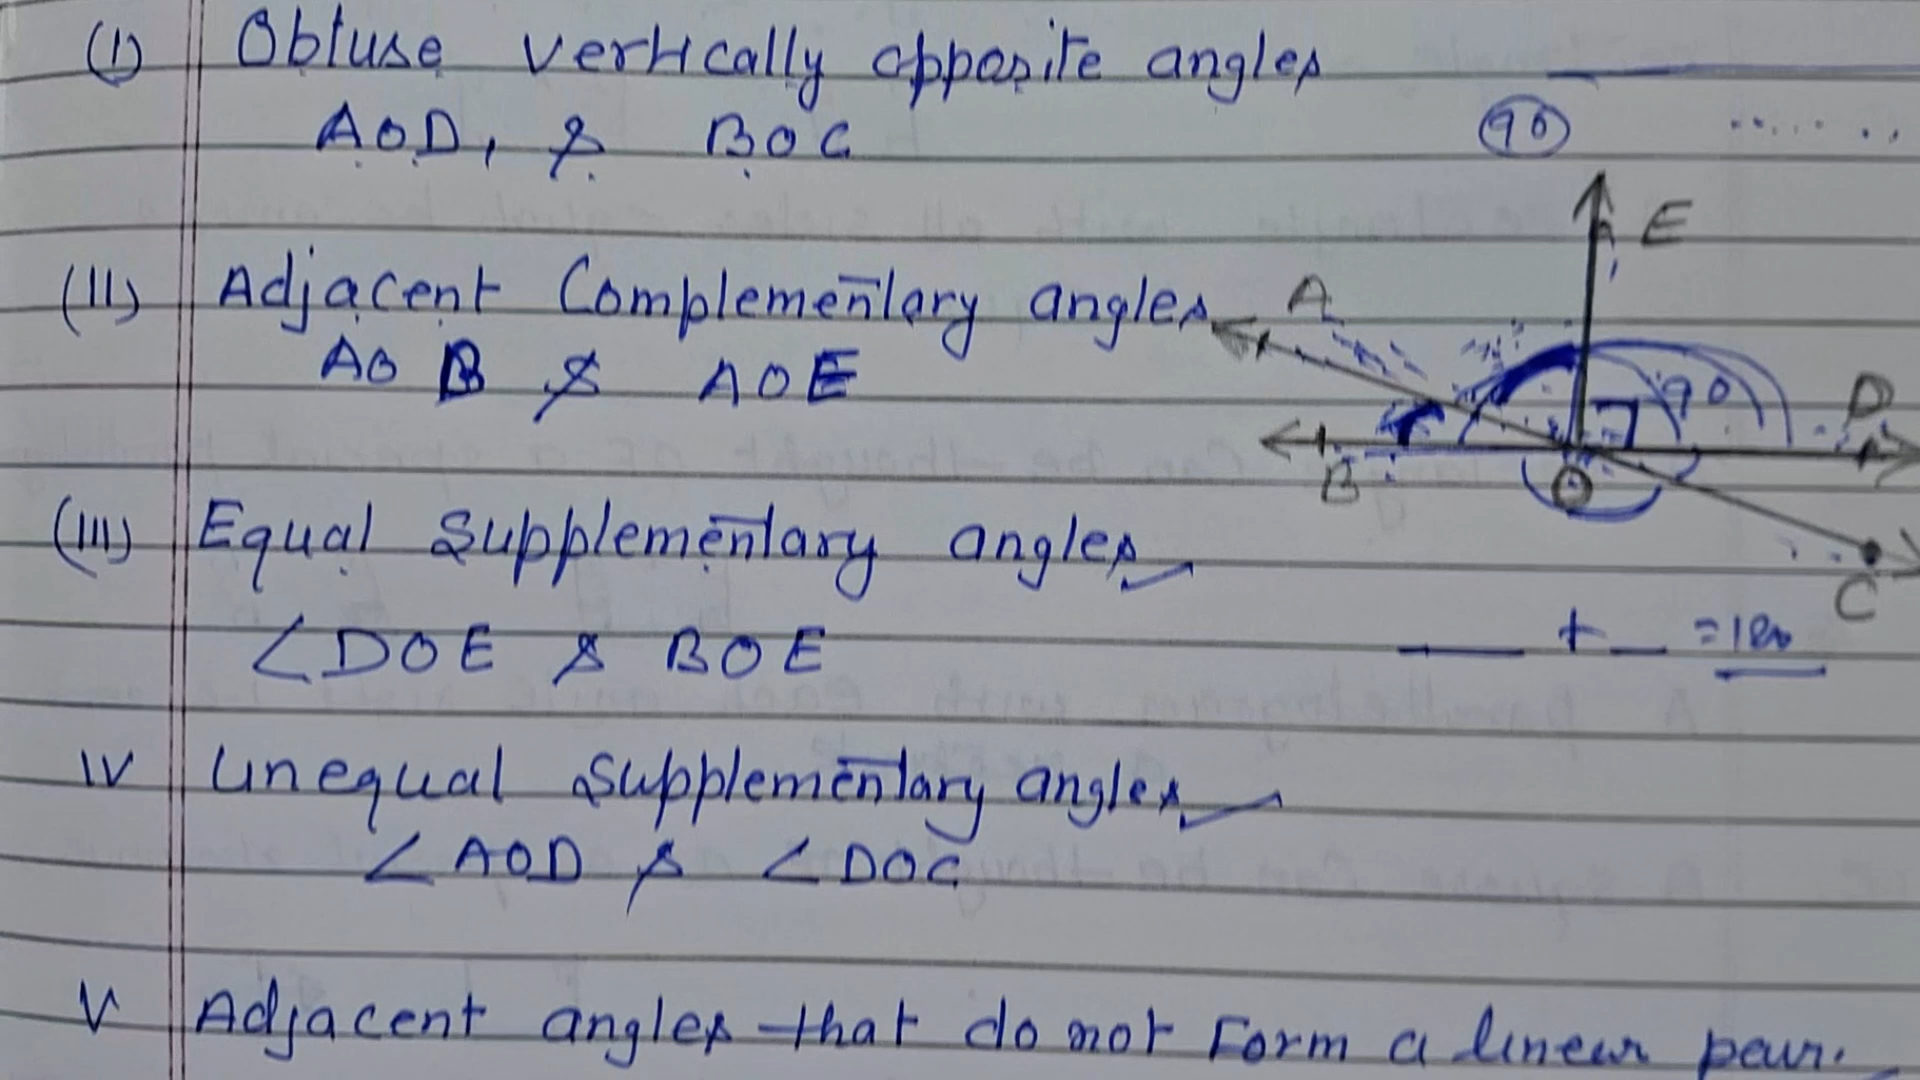 (I) Obtuse vertically opposite angles
AOD, & BOC
90
E
(II) Adjacent Complementary angles
A
AOB & AOE
90
D
B
O
(III) Equal Supplementary angles
C
∠DOE & BOE
+ = 180
IV Unequal Supplementary angles
∠AOD & ∠DOC
V Adjacent angles that do not Form a linear pair.